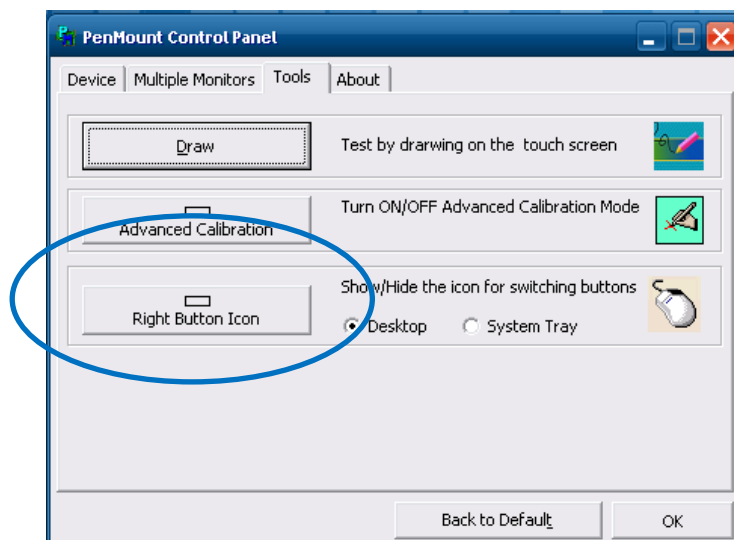 PenMount Control Panel
Device Multiple Monitors Tools About
Draw Test by drarwing on the touch screen
Turn ON/OFF Advanced Calibration Mode
Advanced Calibration
Show/Hide the icon for switching buttons
Right Button Icon
Desktop System Tray
Back to Default OK